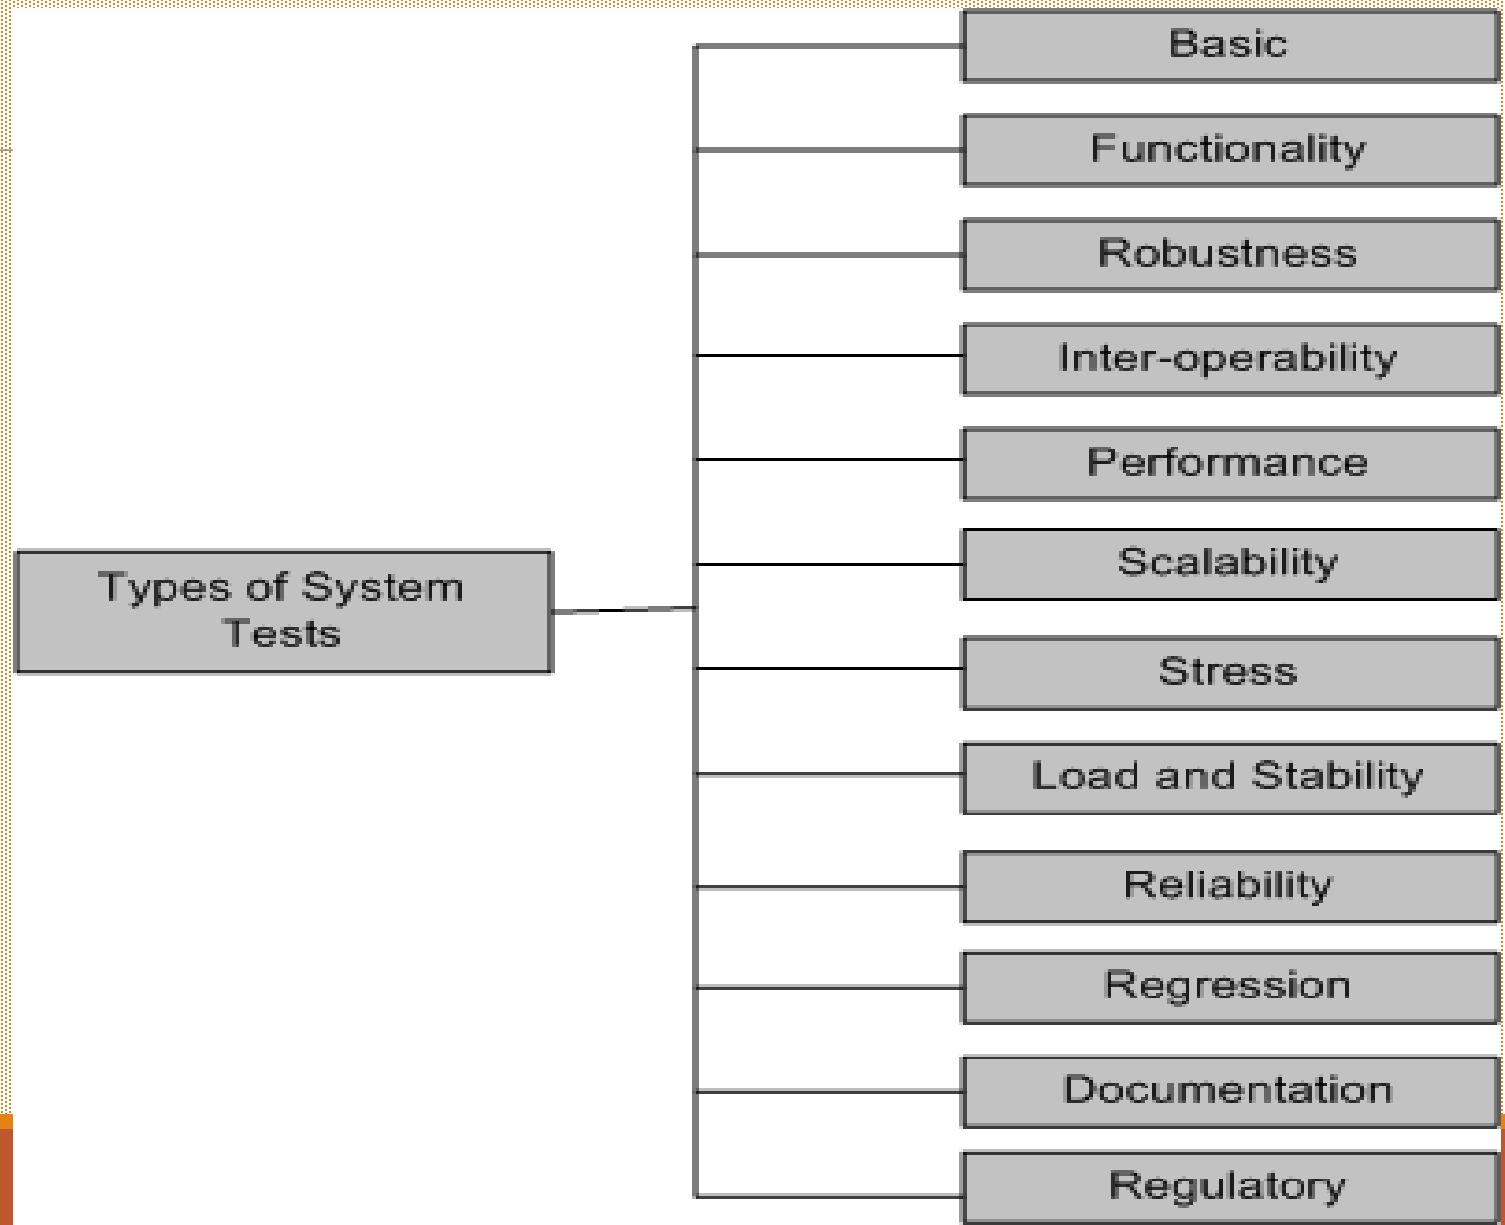 Basic
Functionality
Robustness
Inter-operability
Performance
Scalability
Types of System
Tests
Stress
Load and Stability
Reliability
Regression
Documentation
Regulatory